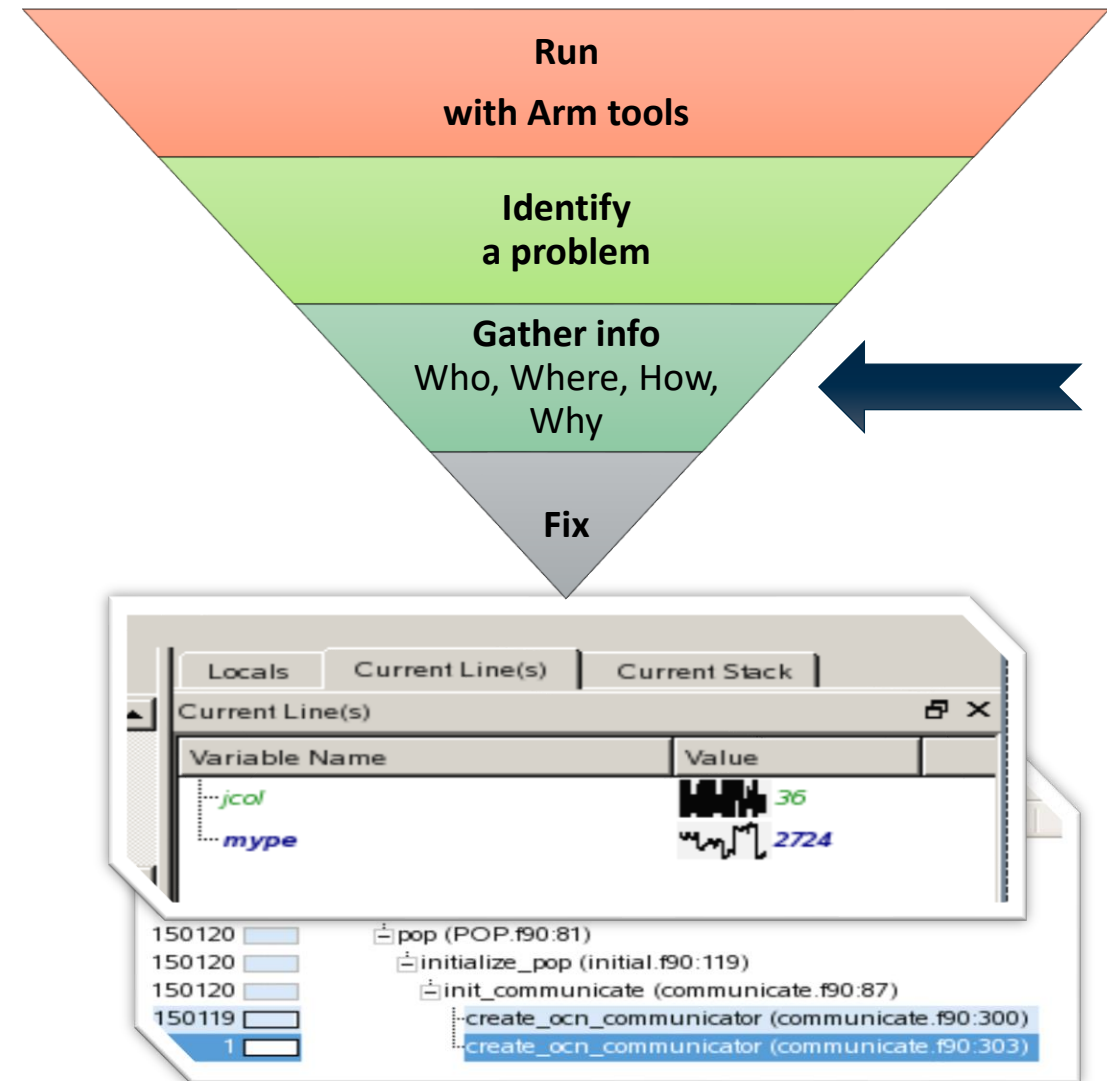 Run
with Arm tools
Identify
a problem
Gather info
Who, Where, How,
Why
Fix
Locals Current Line(s) Current Stack
Current Line(s)
Variable Name Value
jcol 36
mype 2724
150120 pop (POP.f90:81)
150120 initialize_pop (initial.f90:119)
150120 init_communicate (communicate.f90:87)
150119 create_ocn_communicator (communicate.f90:300)
1 create_ocn_communicator (communicate.f90:303)